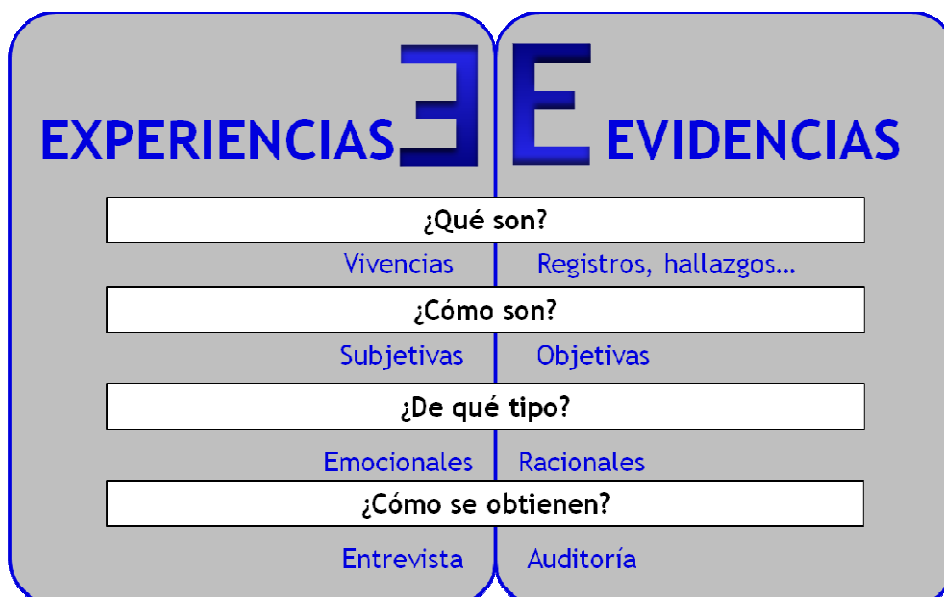 EXPERIENCIAS E E EVIDENCIAS
¿Qué son?
Vivencias Registros, hallazgos...
¿Cómo son?
Subjetivas Objetivas
¿De qué tipo?
Emocionales Racionales
¿Cómo se obtienen?
Entrevista Auditoría